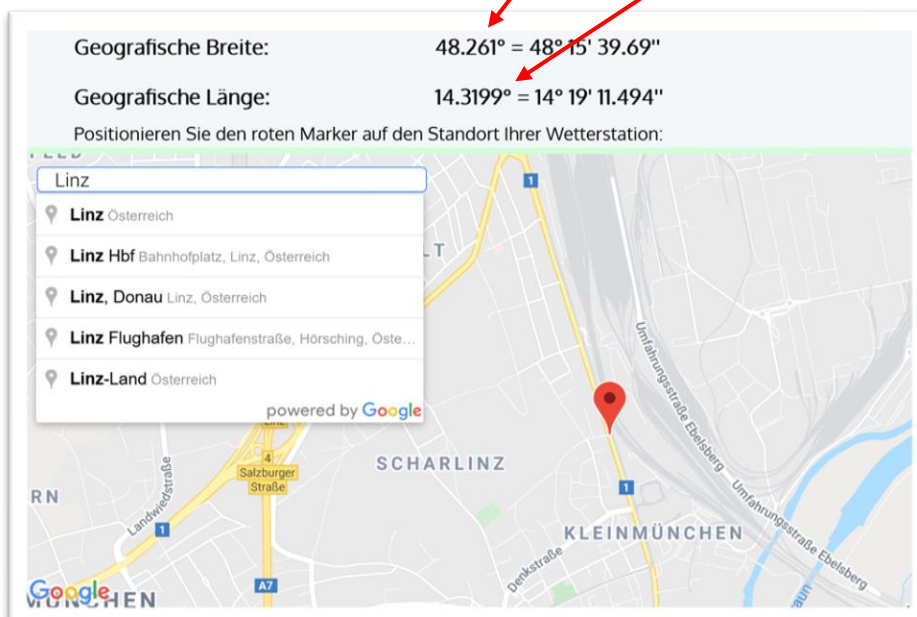 Geografische Breite: 48.261° = 48° 15' 39.69"
Geografische Länge: 14.3199° = 14° 19' 11.494"
Positionieren Sie den roten Marker auf den Standort Ihrer Wetterstation:
Linz
1
Linz Österreich
Linz Hbf Bahnhofplatz, Linz, Österreich
LT
Linz, Donau Linz, Österreich
Linz Flughafen Flughafenstraße, Hörsching, Öste...
Linz-Land Österreich
powered by Google
Umfahrungsstraße Ebelsberg
4
Salzburger
Straße
SCHARLINZ
Landwiedstraße
RN
1
1
Umfahrungsstraße Ebelsberg
KLEINMÜNCHEN
Denkstraße
A7
Google